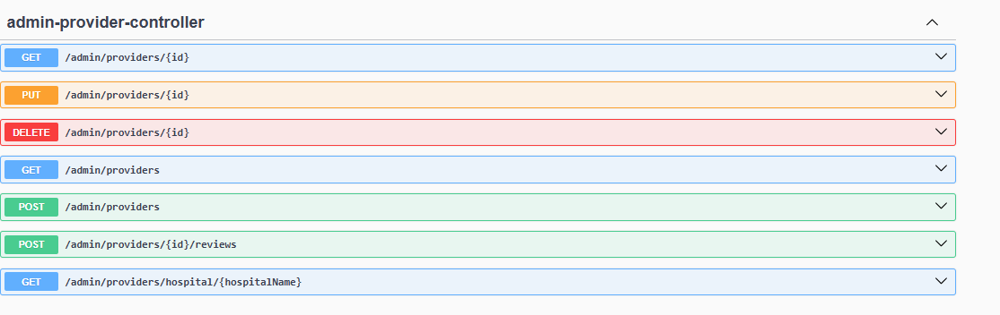 admin-provider-controller
GET /admin/providers/{id}
PUT /admin/providers/{id}
DELETE /admin/providers/{id}
GET /admin/providers
POST /admin/providers
POST /admin/providers/{id}/reviews
GET /admin/providers/hospital/{hospitalName}